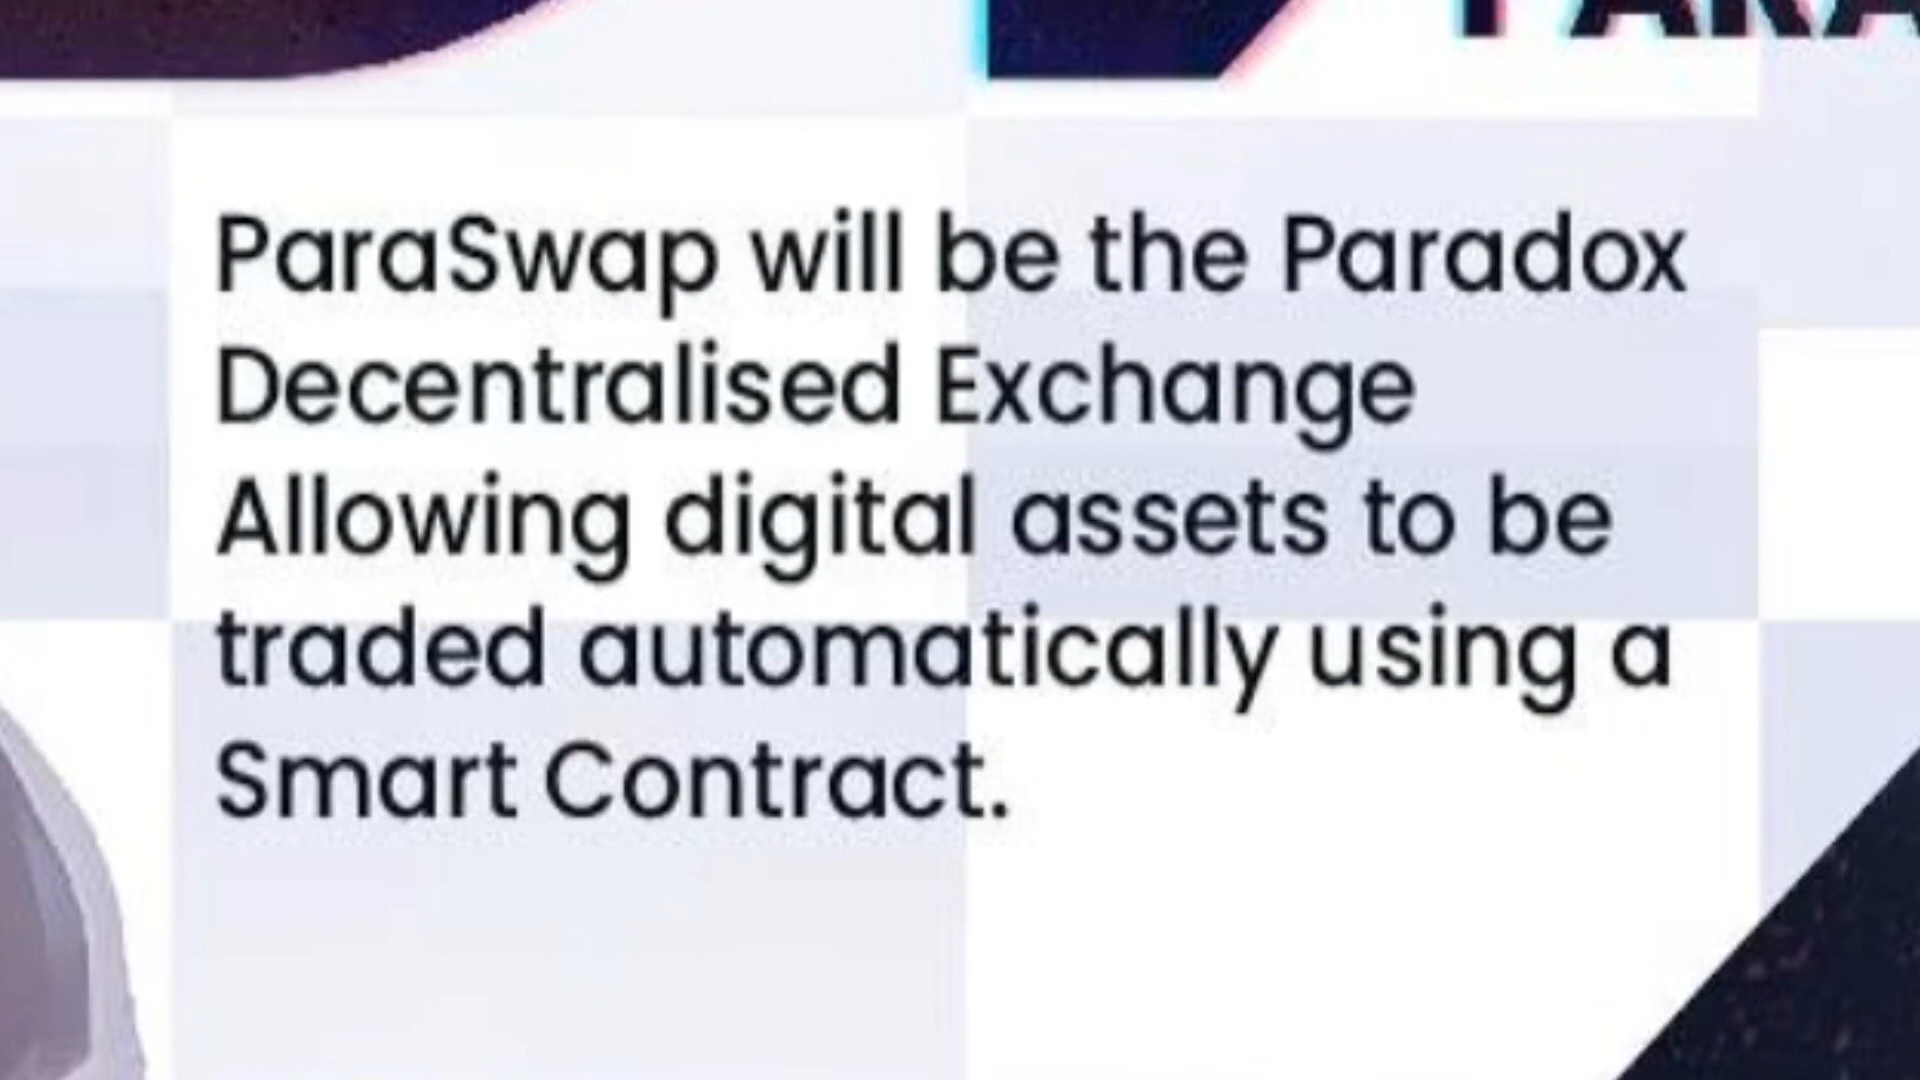 ParaSwap will be the Paradox
Decentralised Exchange
Allowing digital assets to be
traded automatically using a
Smart Contract.